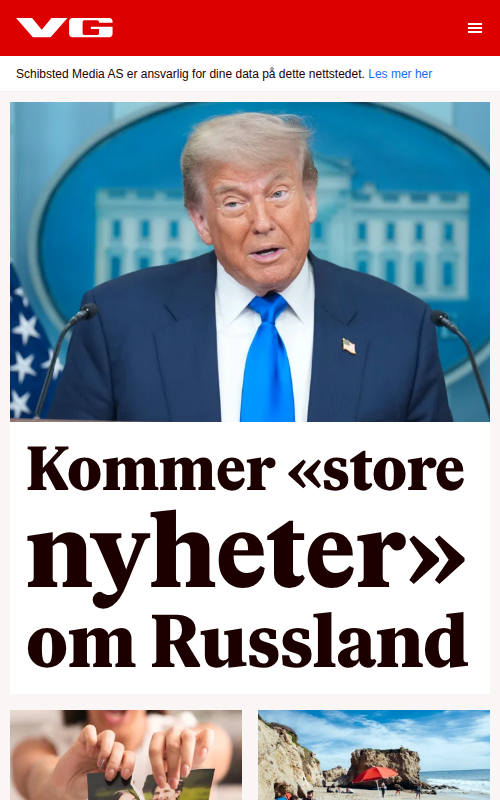 VG
Schibsted Media AS er ansvarlig for dine data på dette nettstedet. Les mer her
Kommer «store
nyheter»
om Russland